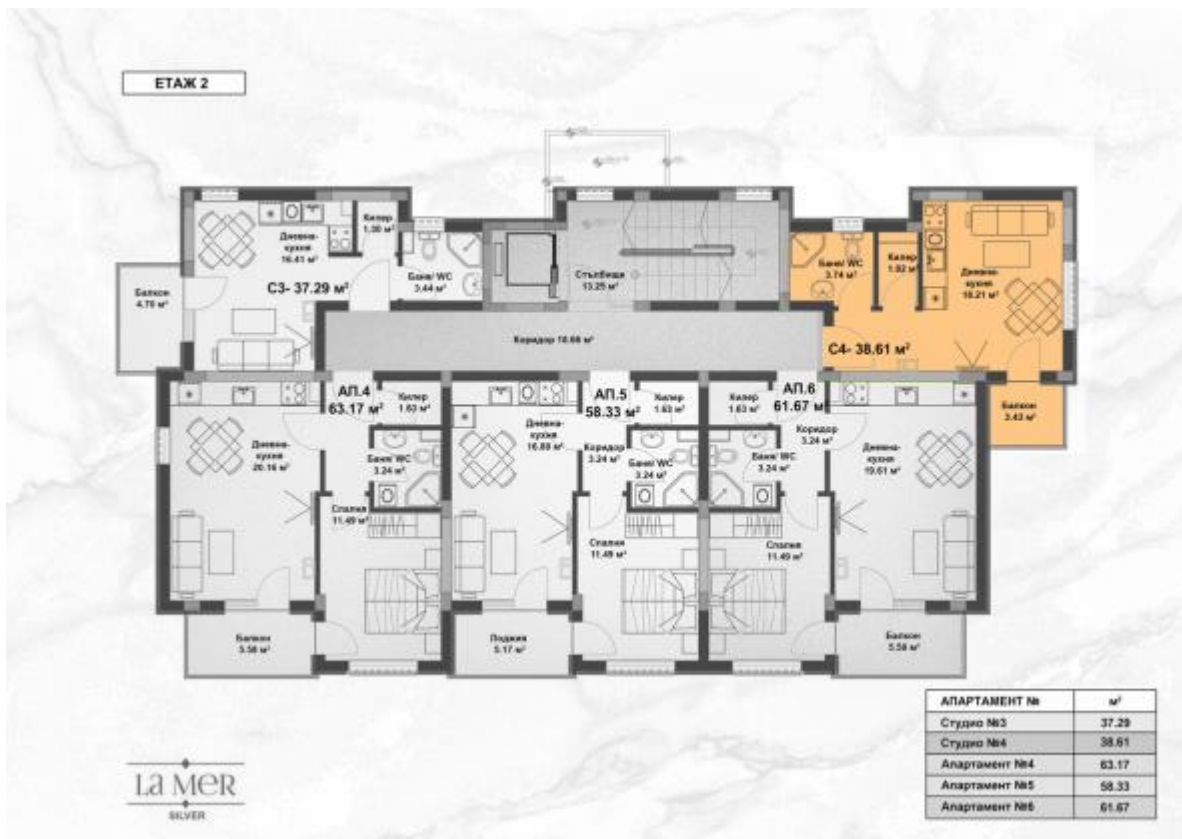 ЕТАЖ 2
Дневна-
кухня
16.41 м²
Килер
1.30 м²
Баня/ WC
3.44 м²
С3- 37.29 м²
Балкон
4.70 м²
Стълбище
13.25 м²
Коридор 18.66 м²
Баня/ WC
3.74 м²
Килер
1.82 м²
Дневна-
кухня
18.21 м²
С4- 38.61 м²
Балкон
3.43 м²
АП.4
63.17 м²
Килер
1.63 м²
Дневна-
кухня
20.16 м²
Баня/ WC
3.24 м²
Спалня
11.49 м²
Балкон
5.58 м²
АП.5
58.33 м²
Килер
1.63 м²
Дневна-
кухня
16.80 м²
Коридор
3.24 м²
Баня/ WC
3.24 м²
Спалня
11.49 м²
Лоджия
5.17 м²
АП.6
61.67 м²
Килер
1.63 м²
Коридор
3.24 м²
Баня/ WC
3.24 м²
Дневна-
кухня
19.61 м²
Спалня
11.49 м²
Балкон
5.58 м²
АПАРТАМЕНТ № м²
Студио №3 37.29
Студио №4 38.61
Апартамент №4 63.17
Апартамент №5 58.33
Апартамент №6 61.67
La MeR
SILVER